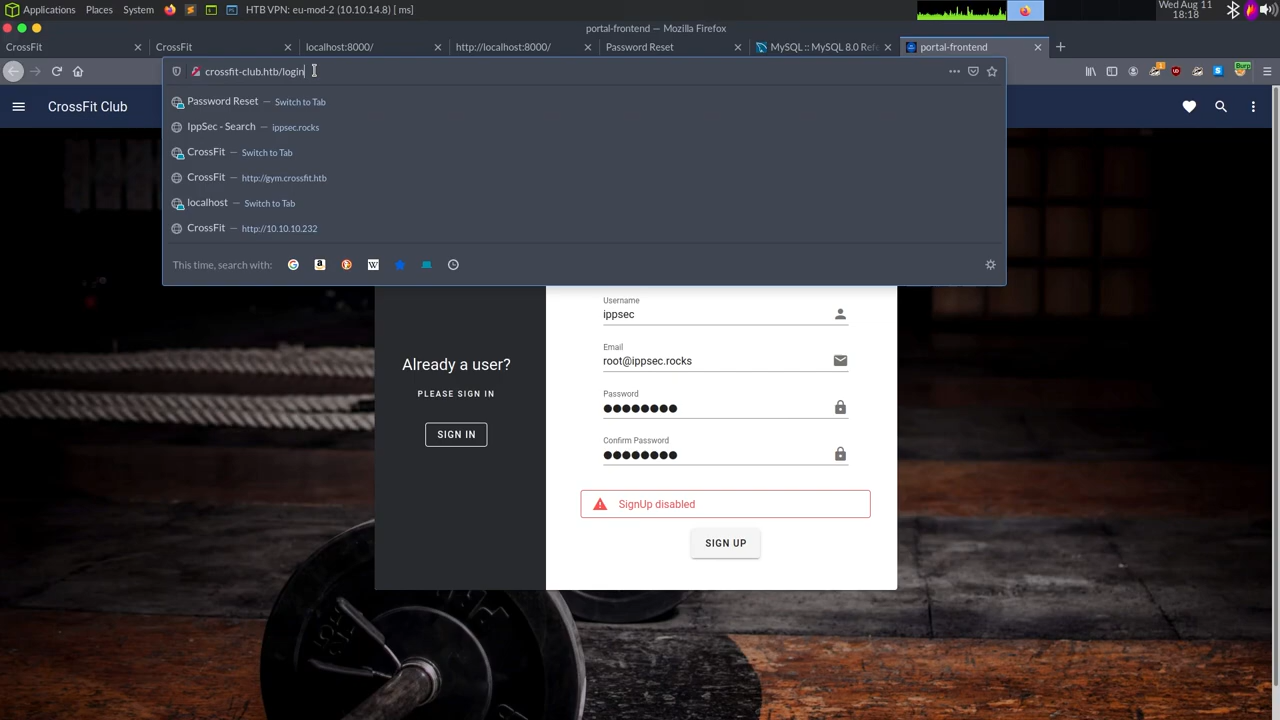 Applications Places System HTB VPN: eu-mod-2 (10.10.14.8) [ ms] Wed Aug 11
18:18
portal-frontend — Mozilla Firefox
CrossFit CrossFit localhost:8000/ http://localhost:8000/ Password Reset MySQL :: MySQL 8.0 Refe portal-frontend
crossfit-club.htb/login
CrossFit Club
Password Reset — Switch to Tab
IppSec - Search — ippsec.rocks
CrossFit — Switch to Tab
CrossFit — http://gym.crossfit.htb
localhost — Switch to Tab
CrossFit — http://10.10.10.232
This time, search with:
Already a user?
PLEASE SIGN IN
SIGN IN
Username
ippsec
Email
root@ippsec.rocks
Password
Confirm Password
SignUp disabled
SIGN UP